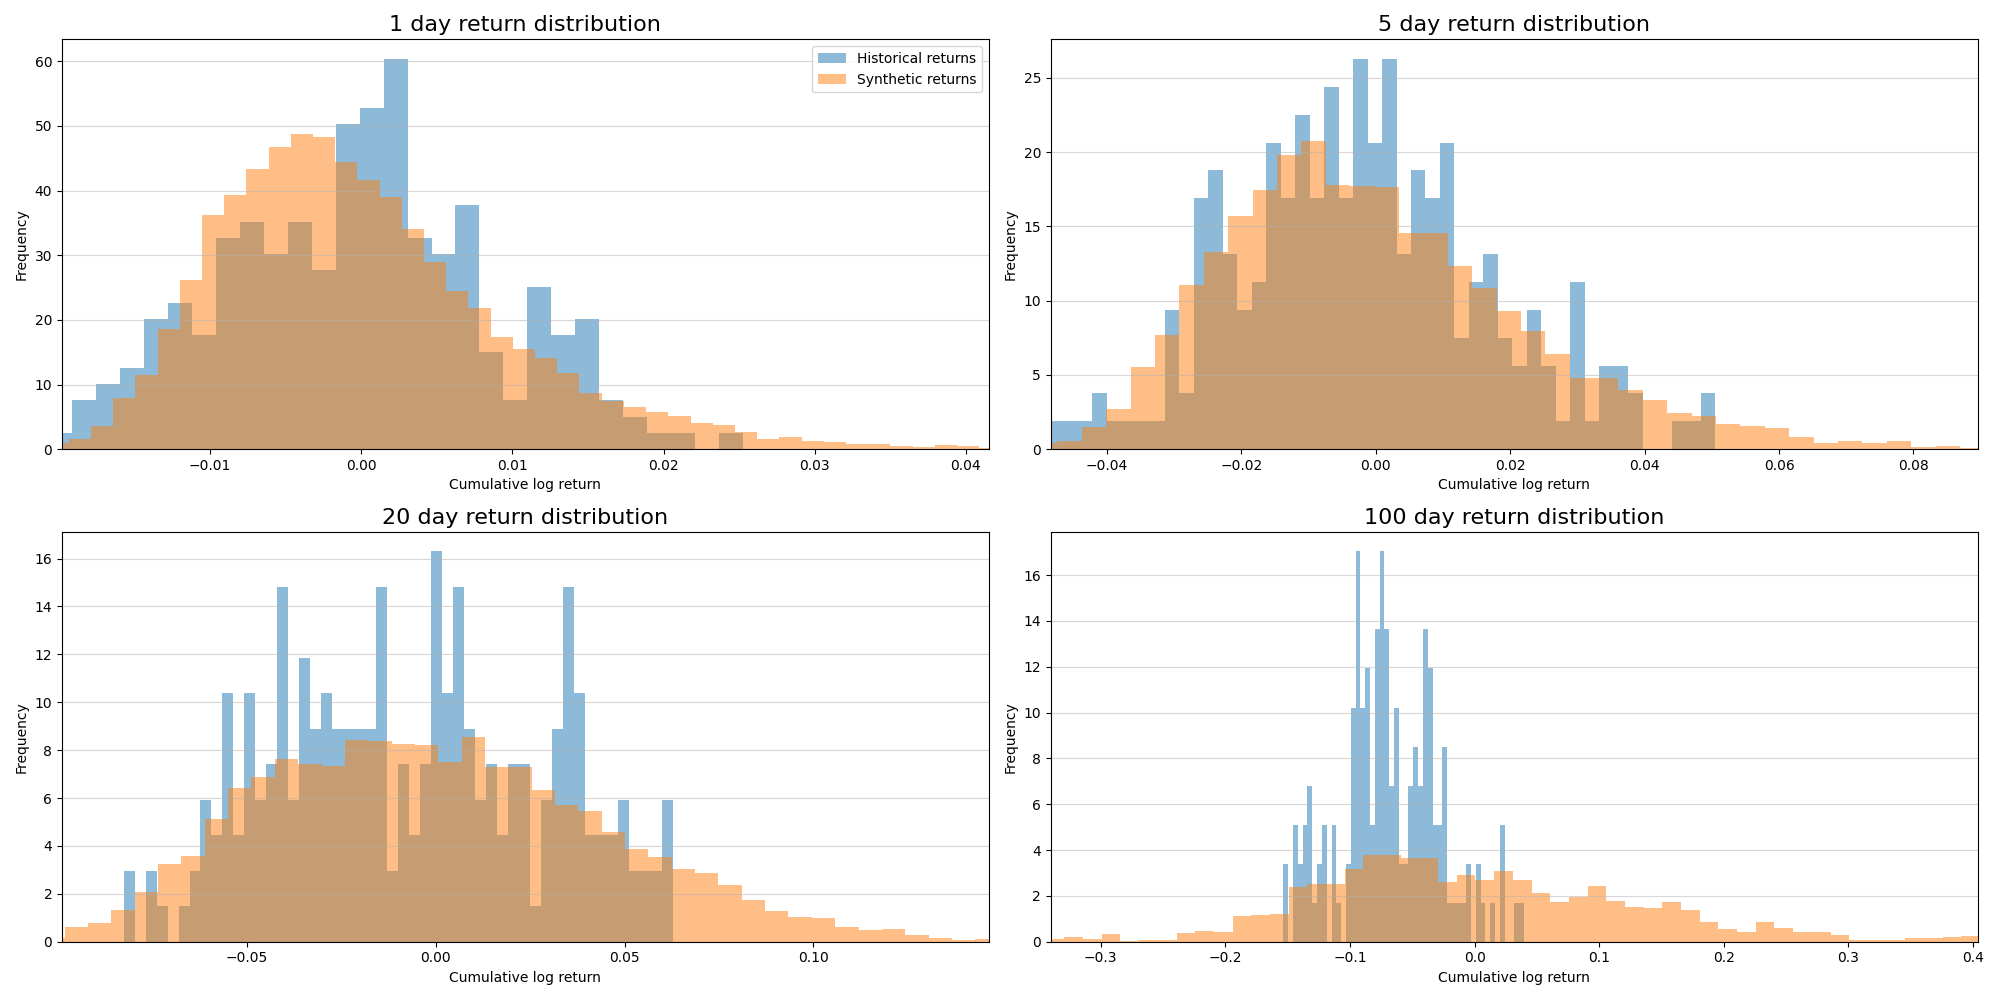 1 day return distribution
Historical returns
Synthetic returns
60
50
40
30
20
10
0
Frequency
−0.01 0.00 0.01 0.02 0.03 0.04
Cumulative log return
5 day return distribution
25
20
15
10
5
0
Frequency
−0.04 −0.02 0.00 0.02 0.04 0.06 0.08
Cumulative log return
20 day return distribution
16
14
12
10
8
6
4
2
0
Frequency
−0.05 0.00 0.05 0.10
Cumulative log return
100 day return distribution
16
14
12
10
8
6
4
2
0
Frequency
−0.3 −0.2 −0.1 0.0 0.1 0.2 0.3 0.4
Cumulative log return